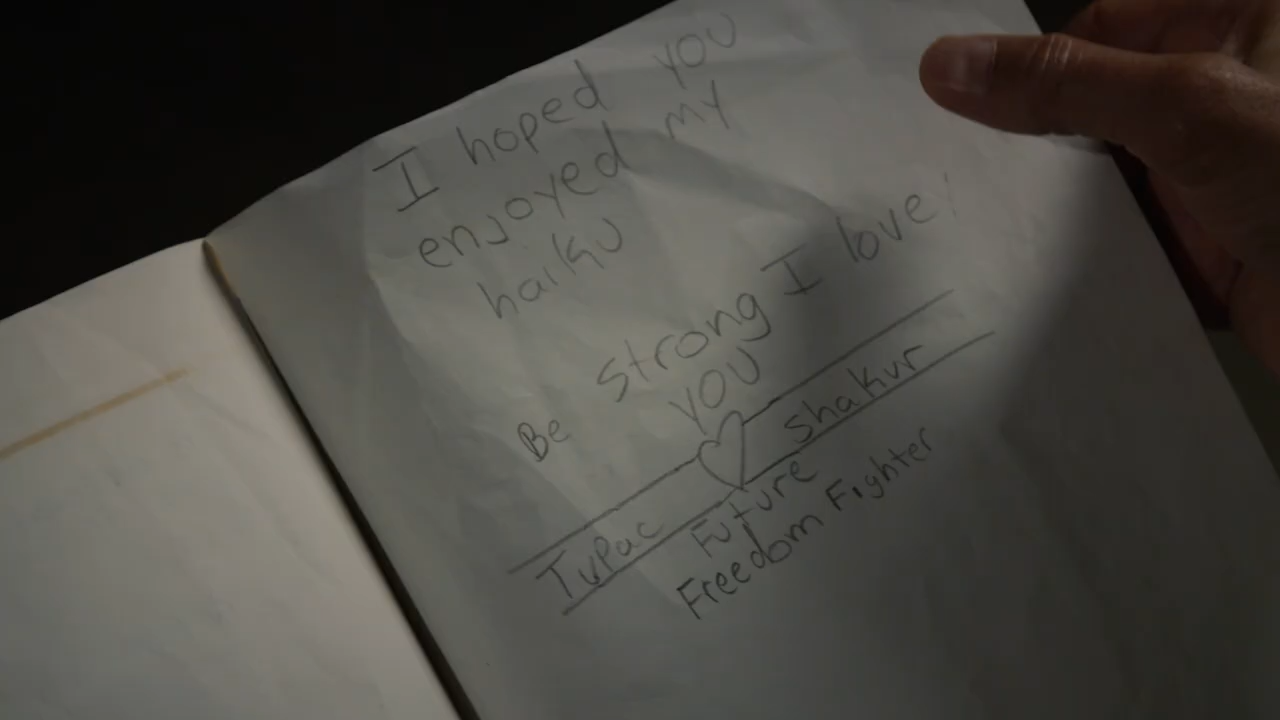 I hoped you
enjoyed my
haiku
Be strong I love
you
Tupac Shakur
Future
Freedom Fighter